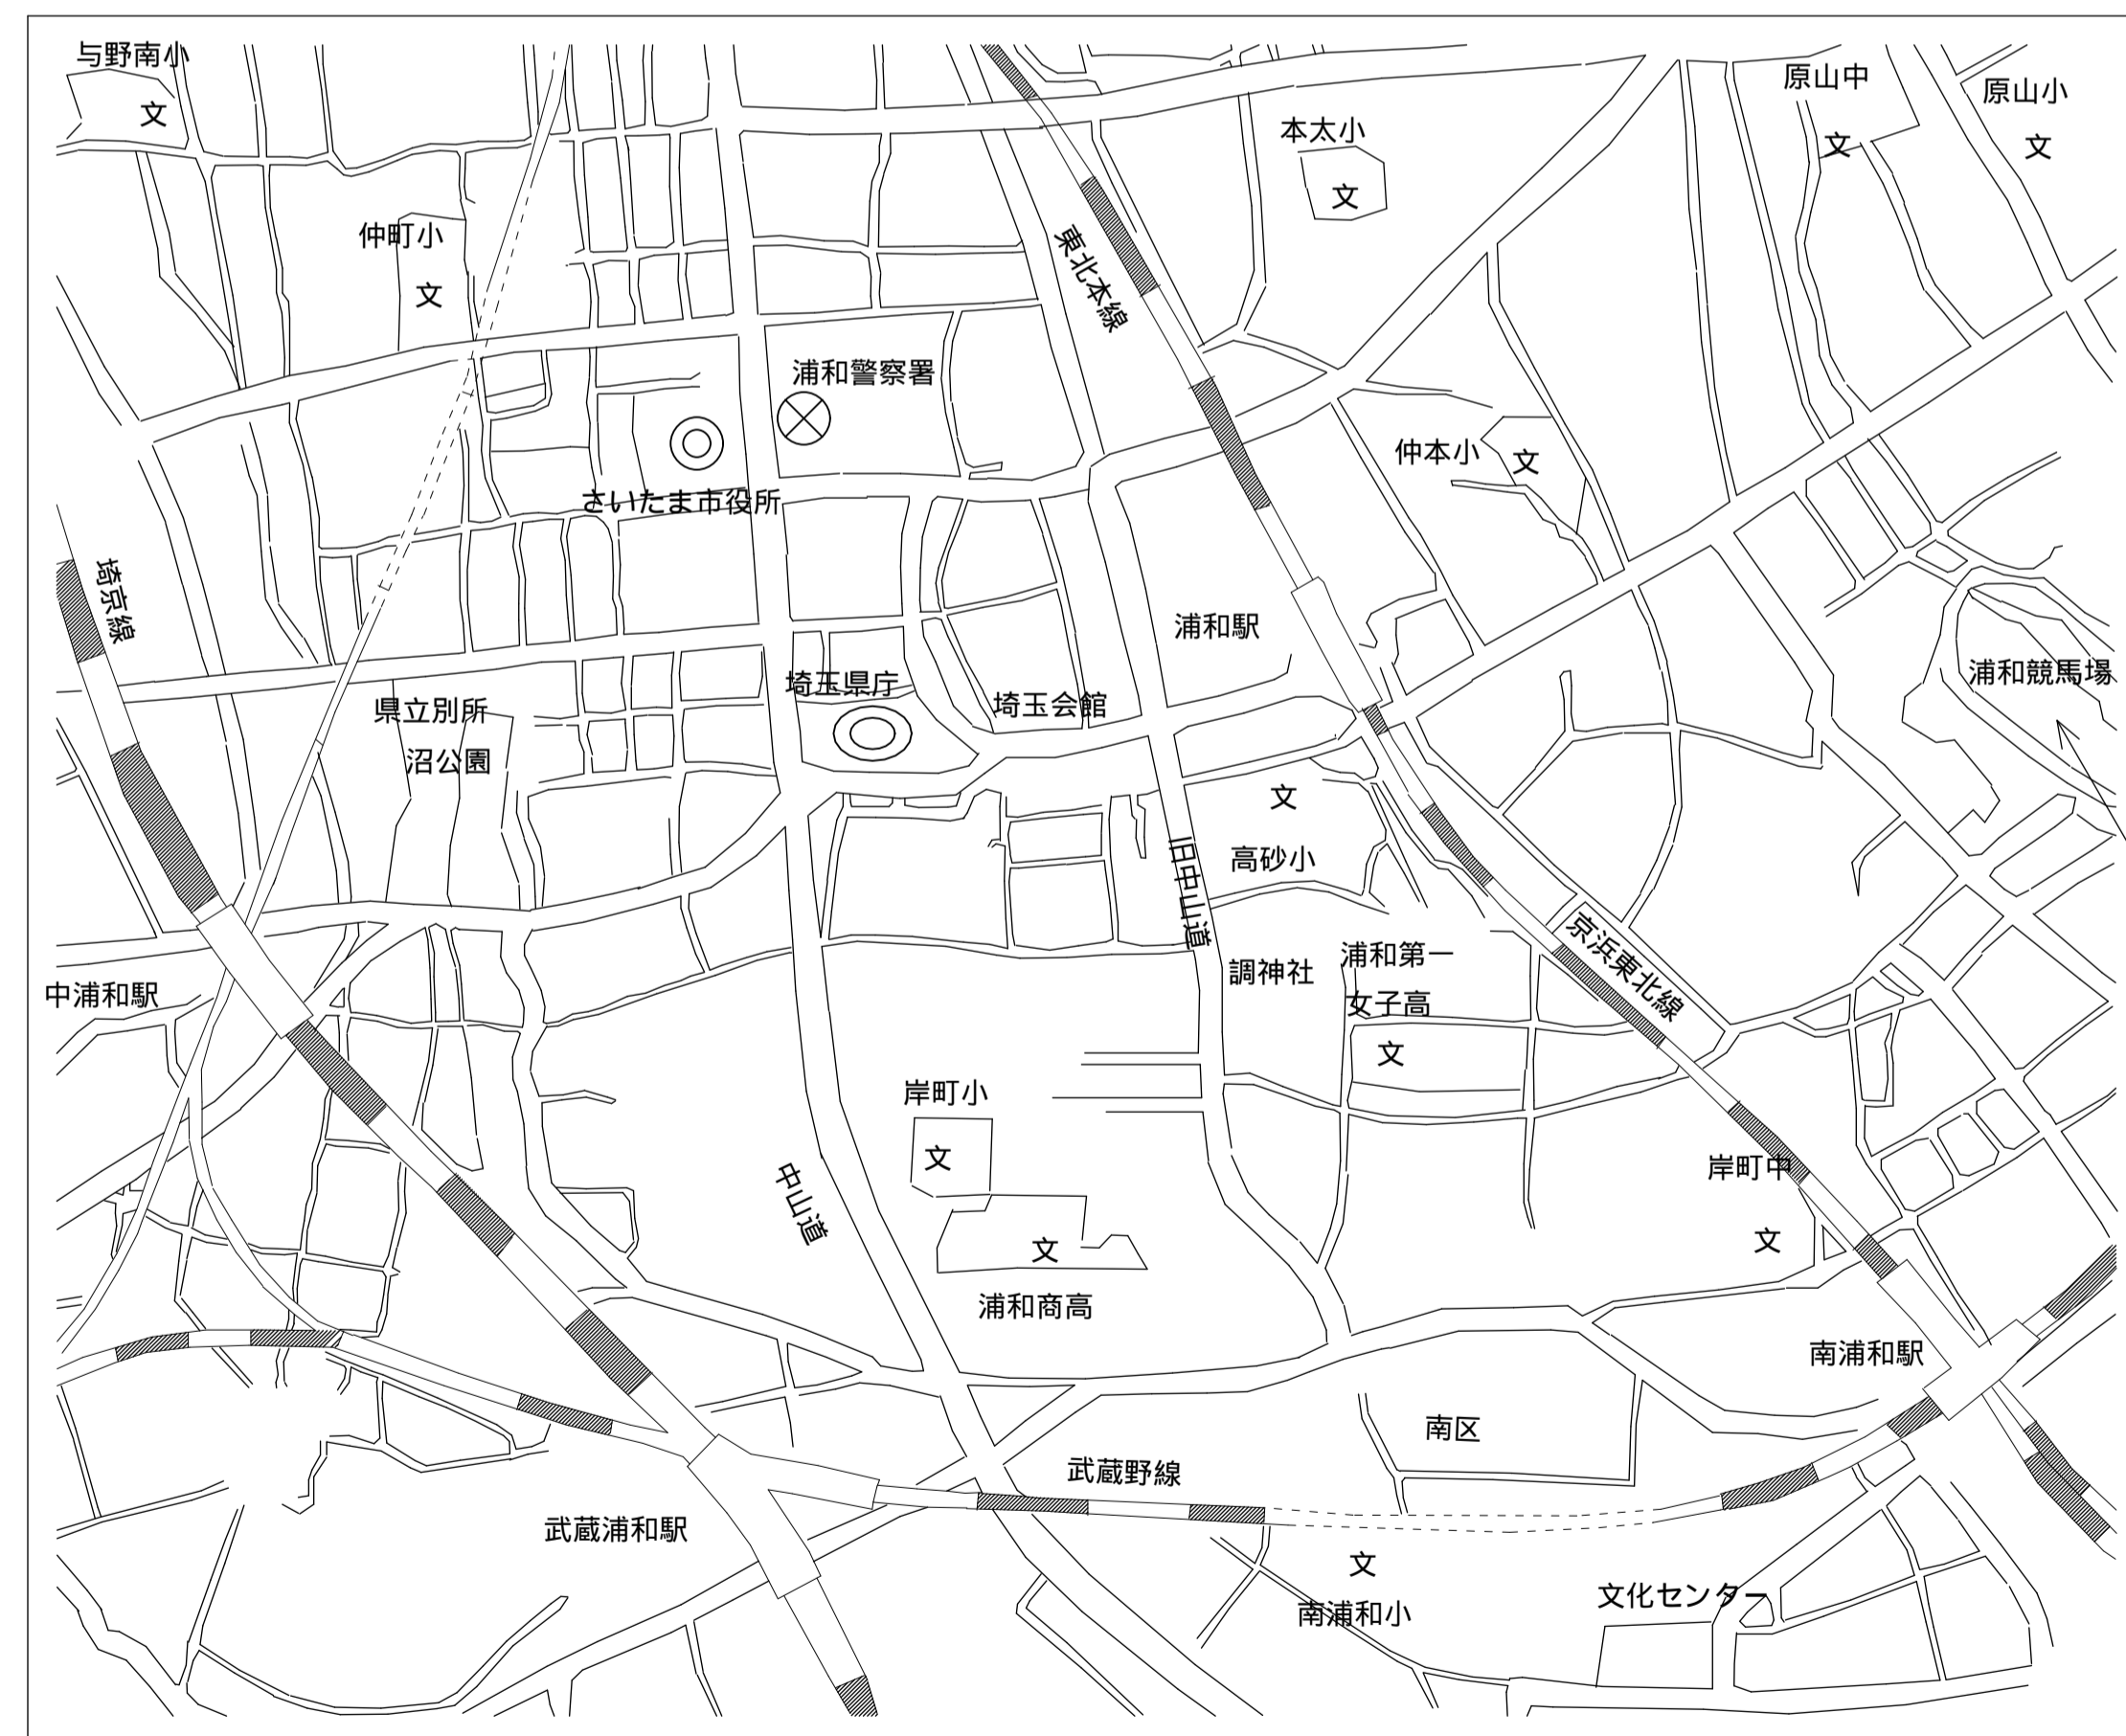 与野南小
文
原山中
文
原山小
文
本太小
文
仲町小
文
東北本線
浦和警察署
仲本小
文
さいたま市役所
埼京線
浦和駅
埼玉県庁
埼玉会館
浦和競馬場
県立別所
沼公園
文
高砂小
旧中山道
中浦和駅
調神社
浦和第一
女子高
文
京浜東北線
岸町小
文
岸町中
文
中山道
文
浦和商高
南浦和駅
南区
武蔵野線
武蔵浦和駅
文
南浦和小
文化センター